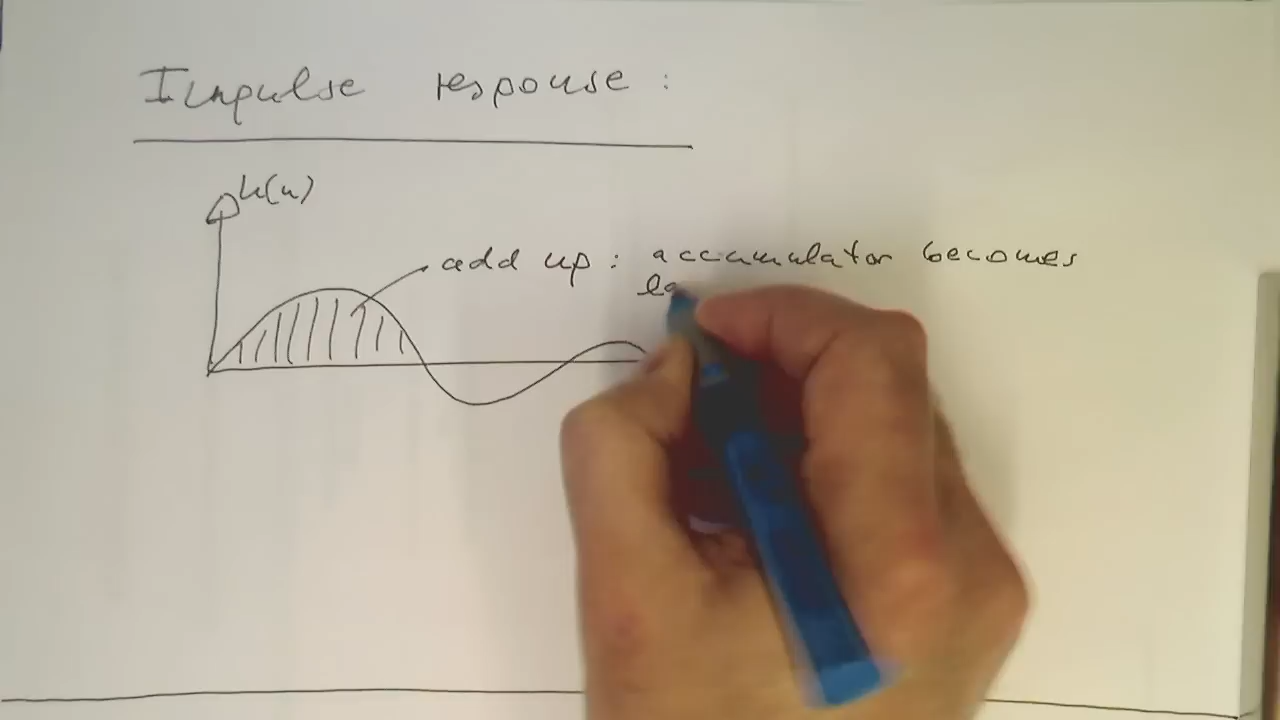 Impulse response :
h(n)
add up : accumulator becomes